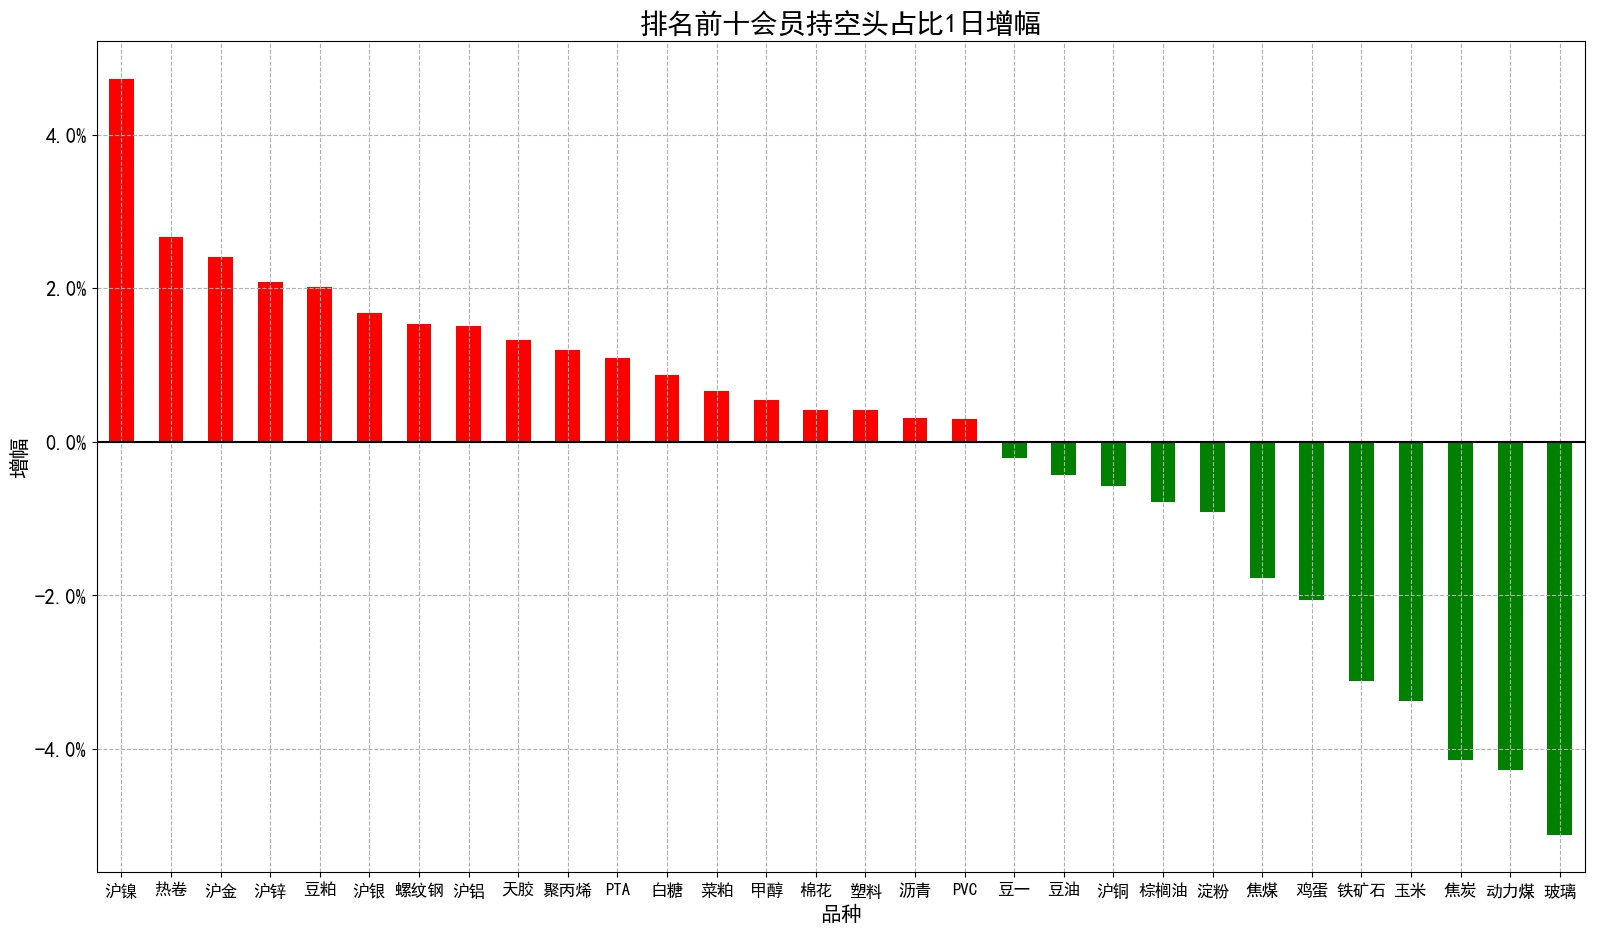 排名前十会员持空头占比1日增幅
4.0%
2.0%
0.0%
-2.0%
-4.0%
增幅
沪镍 热卷 沪金 沪锌 豆粕 沪银 螺纹钢 沪铝 天胶 聚丙烯 PTA 白糖 菜粕 甲醇 棉花 塑料 沥青 PVC 豆一 豆油 沪铜 棕榈油 淀粉 焦煤 鸡蛋 铁矿石 玉米 焦炭 动力煤 玻璃
品种